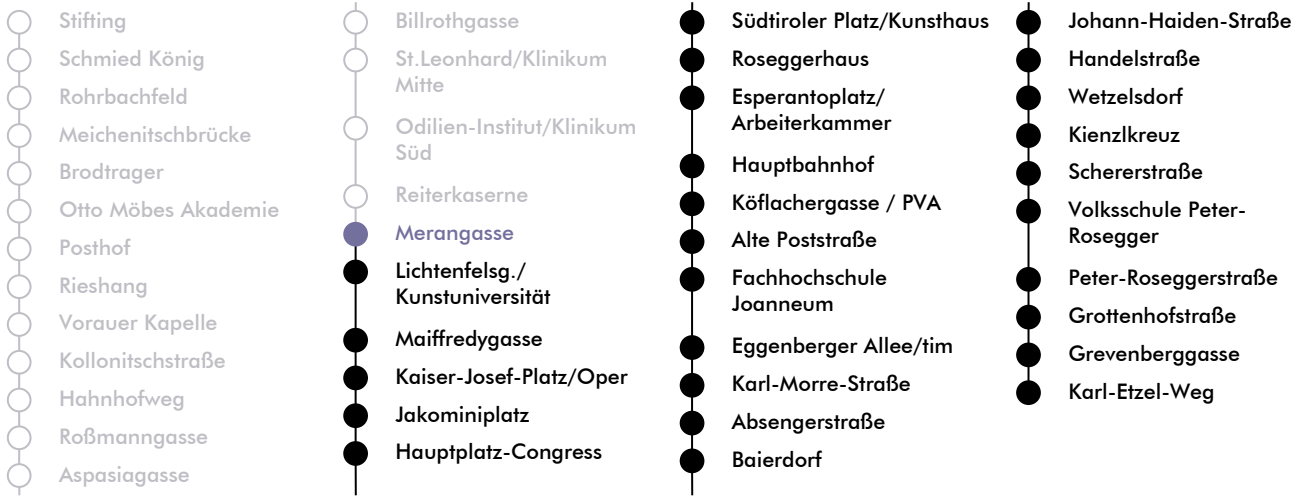 Stifting
Schmied König
Rohrbachfeld
Meichenitschbrücke
Brodtrager
Otto Möbes Akademie
Posthof
Rieshang
Vorauer Kapelle
Kollonitschstraße
Hahnhofweg
Roßmanngasse
Aspasiagasse
Billrothgasse
St.Leonhard/Klinikum
Mitte
Odilien-Institut/Klinikum
Süd
Reiterkaserne
Merangasse
Lichtenfelsg./
Kunstuniversität
Maiffredygasse
Kaiser-Josef-Platz/Oper
Jakominiplatz
Hauptplatz-Congress
Südtiroler Platz/Kunsthaus
Roseggerhaus
Esperantoplatz/
Arbeiterkammer
Hauptbahnhof
Köflachergasse / PVA
Alte Poststraße
Fachhochschule
Joanneum
Eggenberger Allee/tim
Karl-Morre-Straße
Absengerstraße
Baierdorf
Johann-Haiden-Straße
Handelstraße
Wetzelsdorf
Kienzlkreuz
Schererstraße
Volksschule Peter-
Rosegger
Peter-Roseggerstraße
Grottenhofstraße
Grevenberggasse
Karl-Etzel-Weg